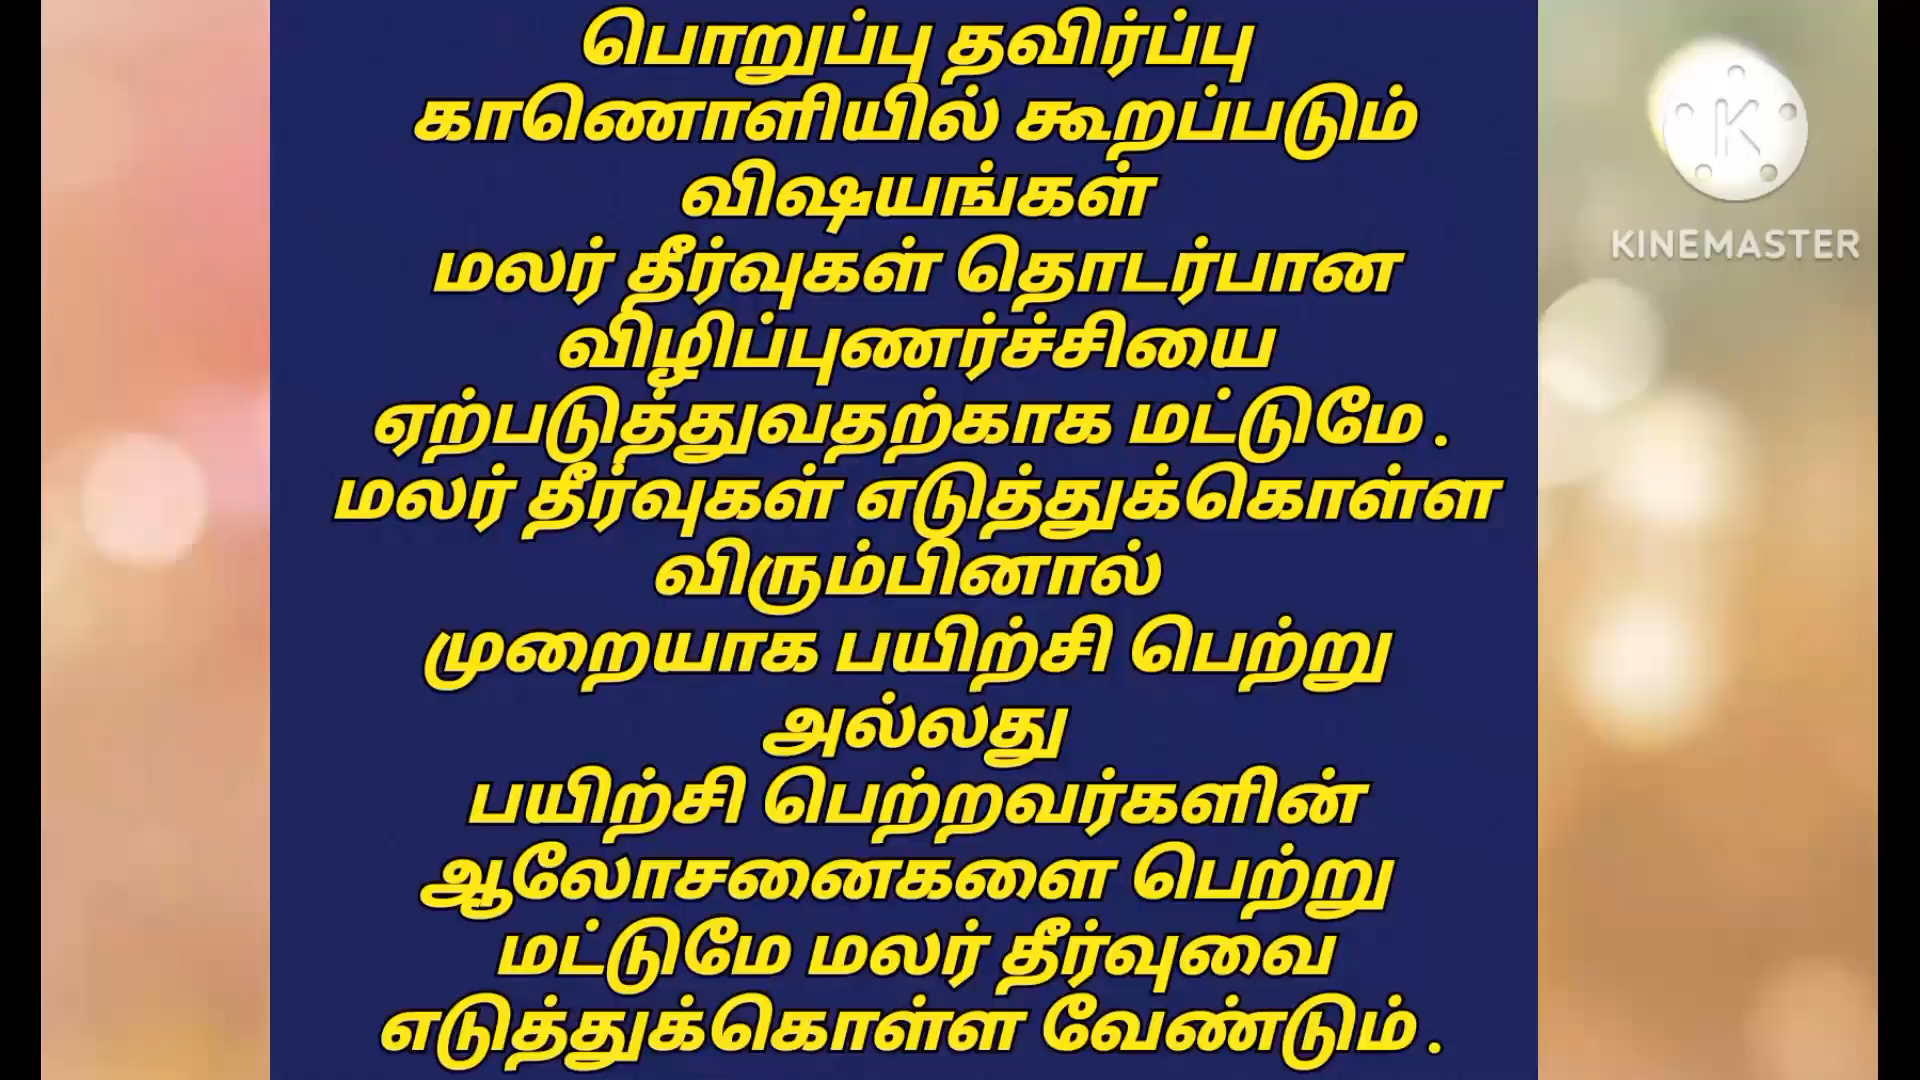 பொறுப்பு தவிர்ப்பு
காணொளியில் கூறப்படும்
விஷயங்கள்
மலர் தீர்வுகள் தொடர்பான
விழிப்புணர்ச்சியை
ஏற்படுத்துவதற்காக மட்டுமே.
மலர் தீர்வுகள் எடுத்துக்கொள்ள
விரும்பினால்
முறையாக பயிற்சி பெற்று
அல்லது
பயிற்சி பெற்றவர்களின்
ஆலோசனைகளை பெற்று
மட்டுமே மலர் தீர்வுவை
எடுத்துக்கொள்ள வேண்டும்.
K
KINEMASTER